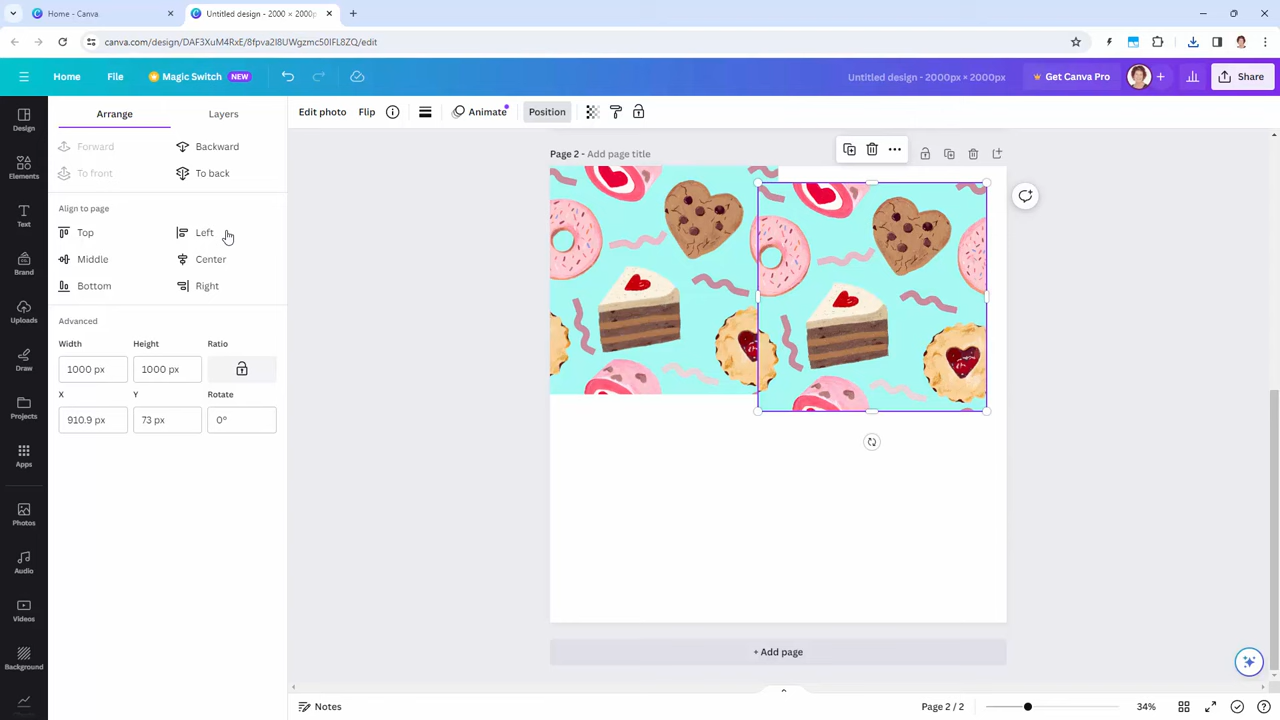 Home - Canva
Untitled design - 2000 × 2000p
canva.com/design/DAF3XuM4RxE/8fpva2l8UWgzmc50IFL8ZQ/edit
Home
File
Magic Switch NEW
Untitled design - 2000px × 2000px
Get Canva Pro
Share
Design
Elements
Text
Brand
Uploads
Draw
Projects
Apps
Photos
Audio
Videos
Background
Arrange
Layers
Forward
Backward
To front
To back
Align to page
Top
Left
Middle
Center
Bottom
Right
Advanced
Width
Height
Ratio
1000 px
1000 px
X
Y
Rotate
910.9 px
73 px
0°
Edit photo
Flip
Animate
Position
Page 2 - Add page title
+ Add page
Notes
Page 2 / 2
34%